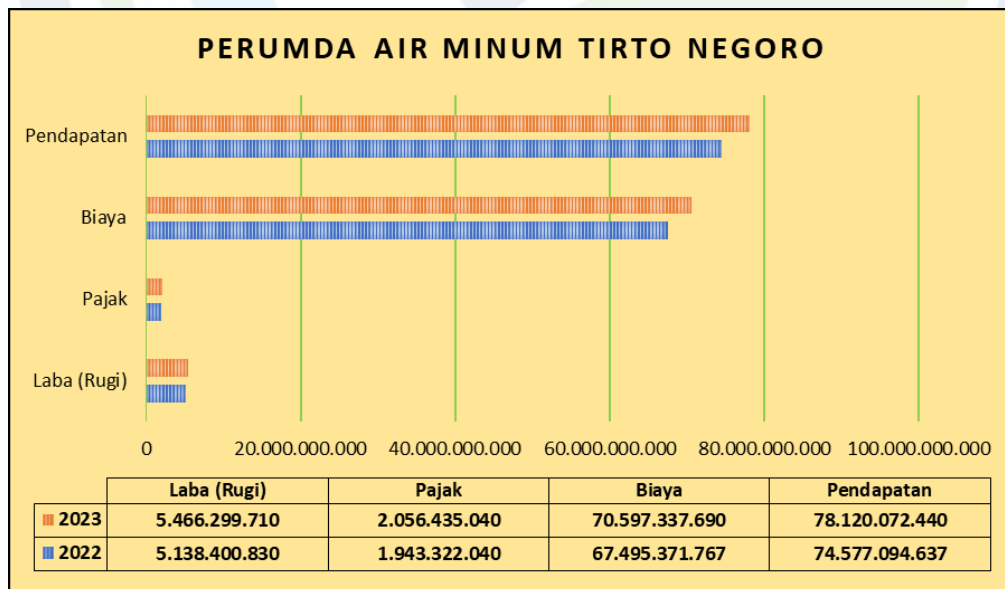 PERUMDA AIR MINUM TIRTO NEGORO
Pendapatan
Biaya
Pajak
Laba (Rugi)
0 20.000.000.000 40.000.000.000 60.000.000.000 80.000.000.000 100.000.000.000
Laba (Rugi) Pajak Biaya Pendapatan
2023 5.466.299.710 2.056.435.040 70.597.337.690 78.120.072.440
2022 5.138.400.830 1.943.322.040 67.495.371.767 74.577.094.637